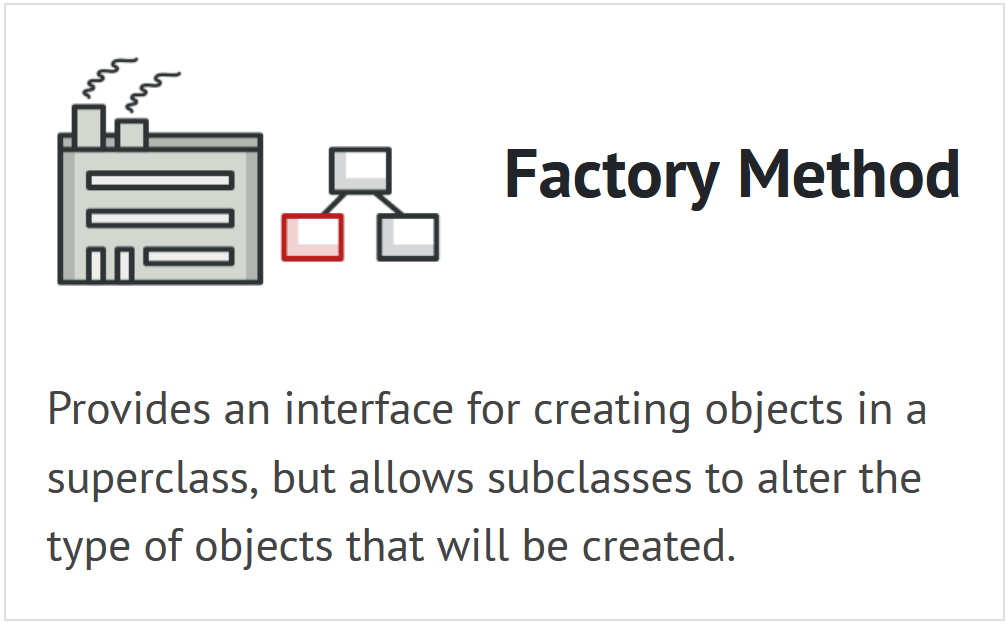 Factory Method
Provides an interface for creating objects in a
superclass, but allows subclasses to alter the
type of objects that will be created.